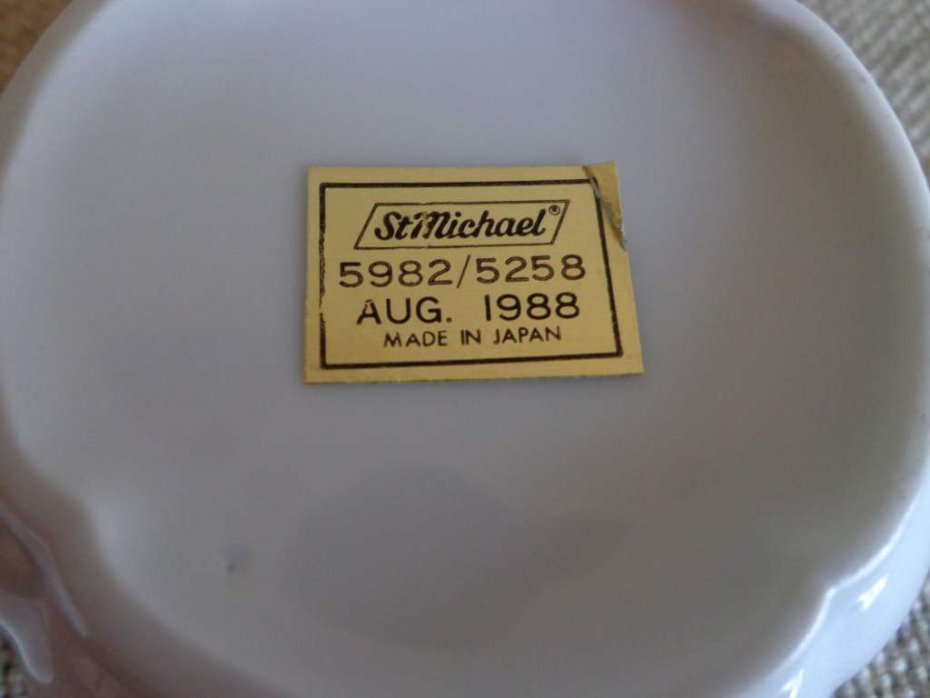 StMichael®
5982/5258
AUG. 1988
MADE IN JAPAN